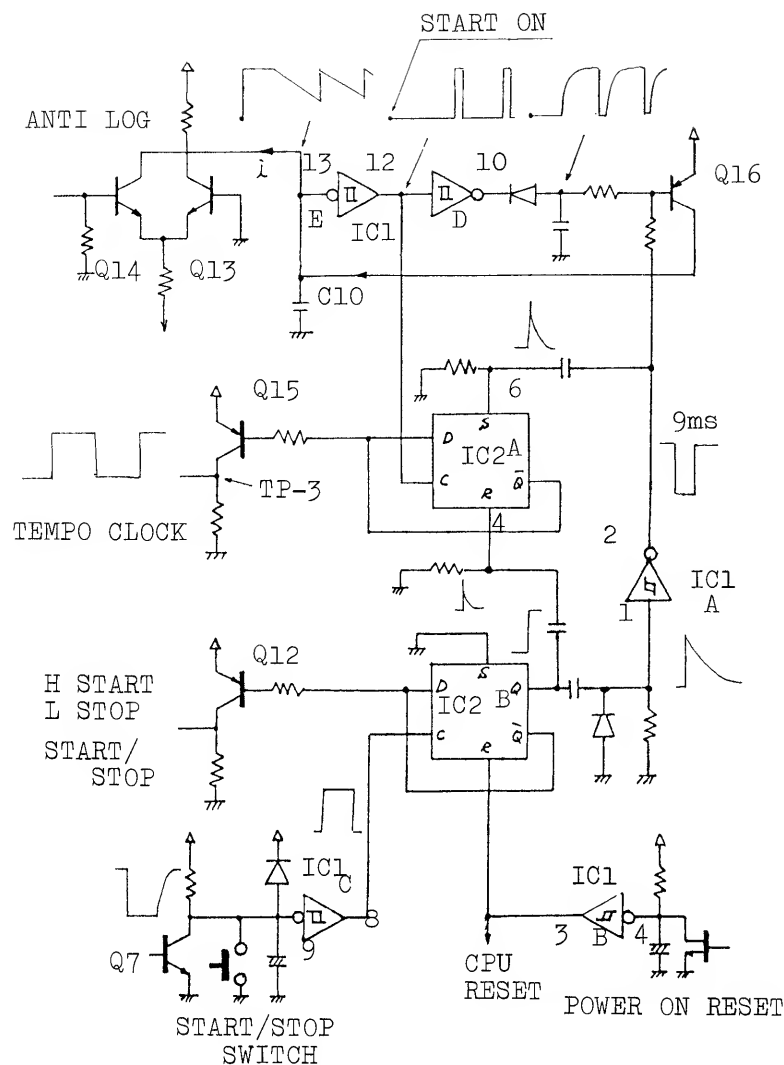 START ON
ANTI LOG
i
13
12
10
Q16
E
IC1
D
Q14
Q13
C10
Q15
6
S
D
IC2 A
C
Q̅
R
9ms
TP-3
4
TEMPO CLOCK
2
IC1
A
1
Q12
H START
L STOP
START/
STOP
S
D
Q
IC2 B
C
Q̅
R
IC1
C
IC1
Q7
9
8
3
B
4
CPU
RESET
POWER ON RESET
START/STOP
SWITCH